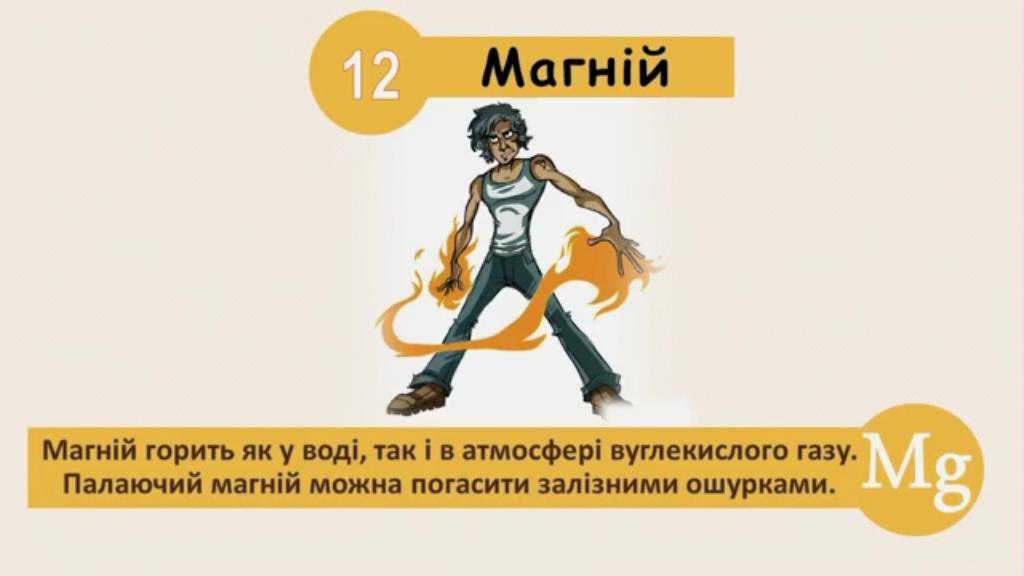 12
Магній
Магній горить як у воді, так і в атмосфері вуглекислого газу.
Палаючий магній можна погасити залізними ошурками.
Mg